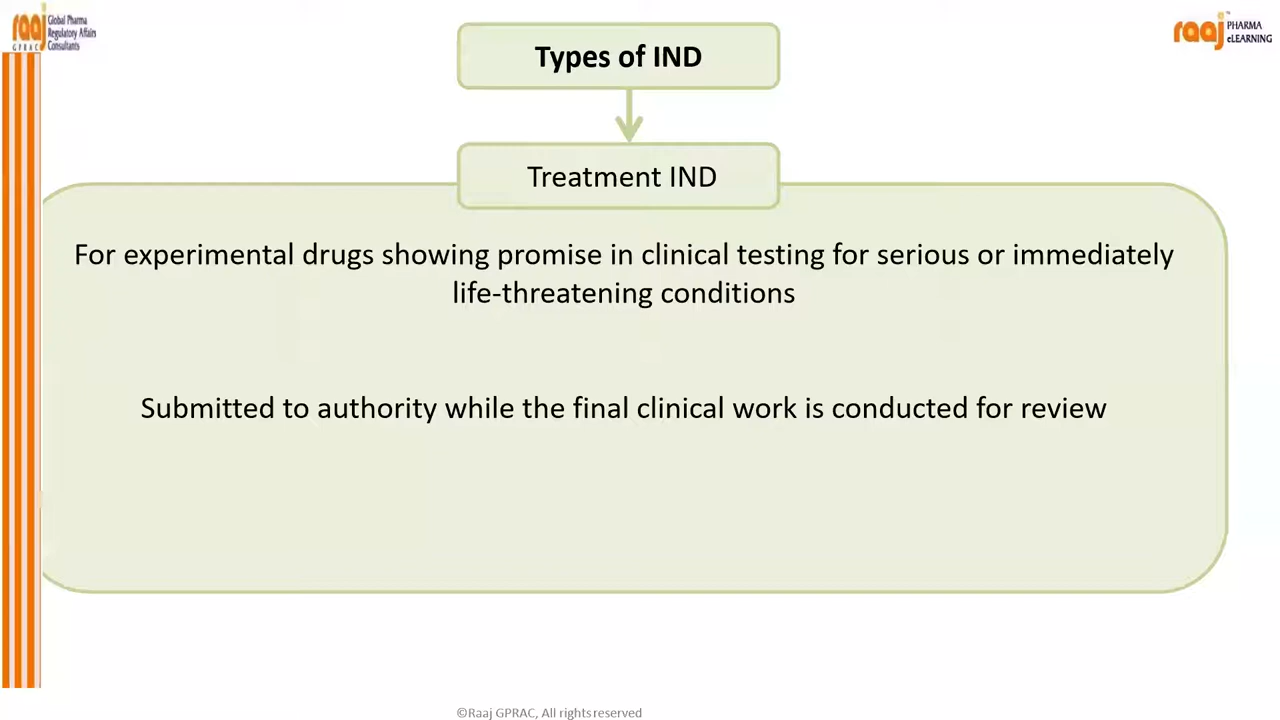 raaj
GPRAC
Global Pharma
Regulatory Affairs
Consultants
raaj™
PHARMA
eLEARNING
Types of IND
Treatment IND
For experimental drugs showing promise in clinical testing for serious or immediately
life-threatening conditions
Submitted to authority while the final clinical work is conducted for review
©Raaj GPRAC, All rights reserved